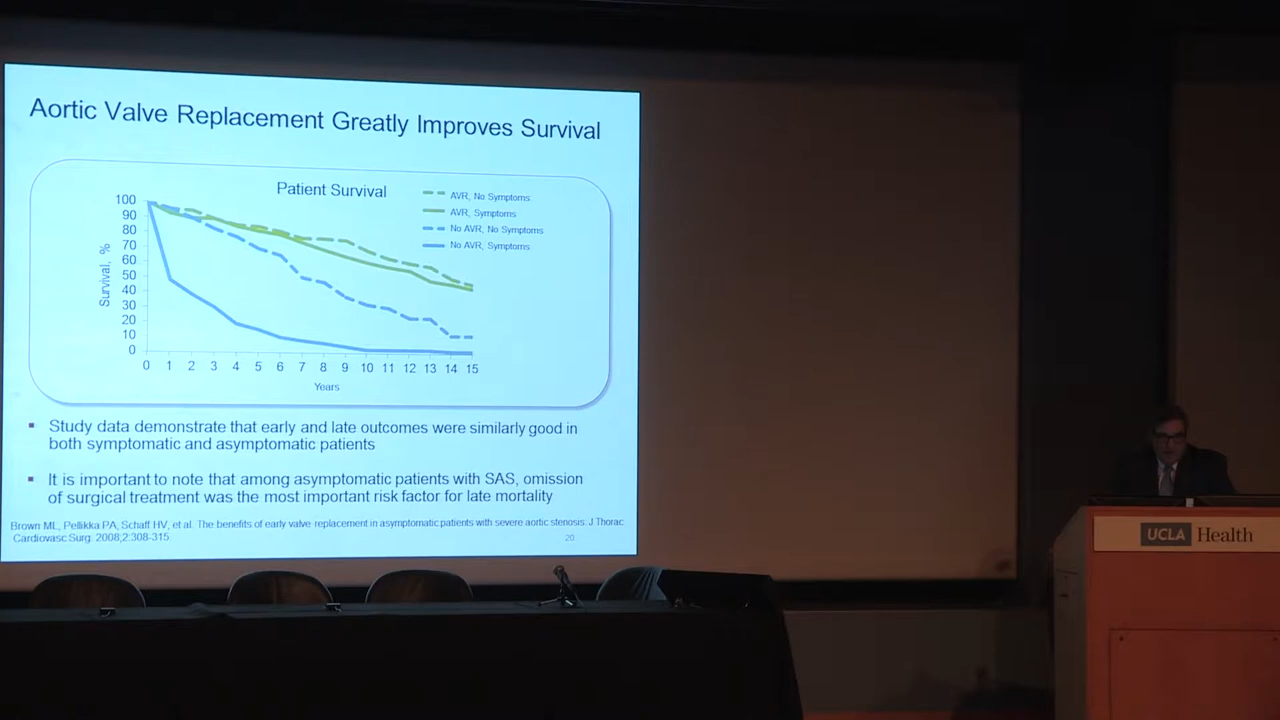 Aortic Valve Replacement Greatly Improves Survival
Patient Survival
AVR, No Symptoms
AVR, Symptoms
No AVR, No Symptoms
No AVR, Symptoms
100
90
80
70
60
50
40
30
20
10
0
Survival, %
0 1 2 3 4 5 6 7 8 9 10 11 12 13 14 15
Years
▪ Study data demonstrate that early and late outcomes were similarly good in
both symptomatic and asymptomatic patients
▪ It is important to note that among asymptomatic patients with SAS, omission
of surgical treatment was the most important risk factor for late mortality
Brown ML, Pellikka PA, Schaff HV, et al. The benefits of early valve replacement in asymptomatic patients with severe aortic stenosis. J Thorac
Cardiovasc Surg. 2008;2:308-315.
20
UCLA Health